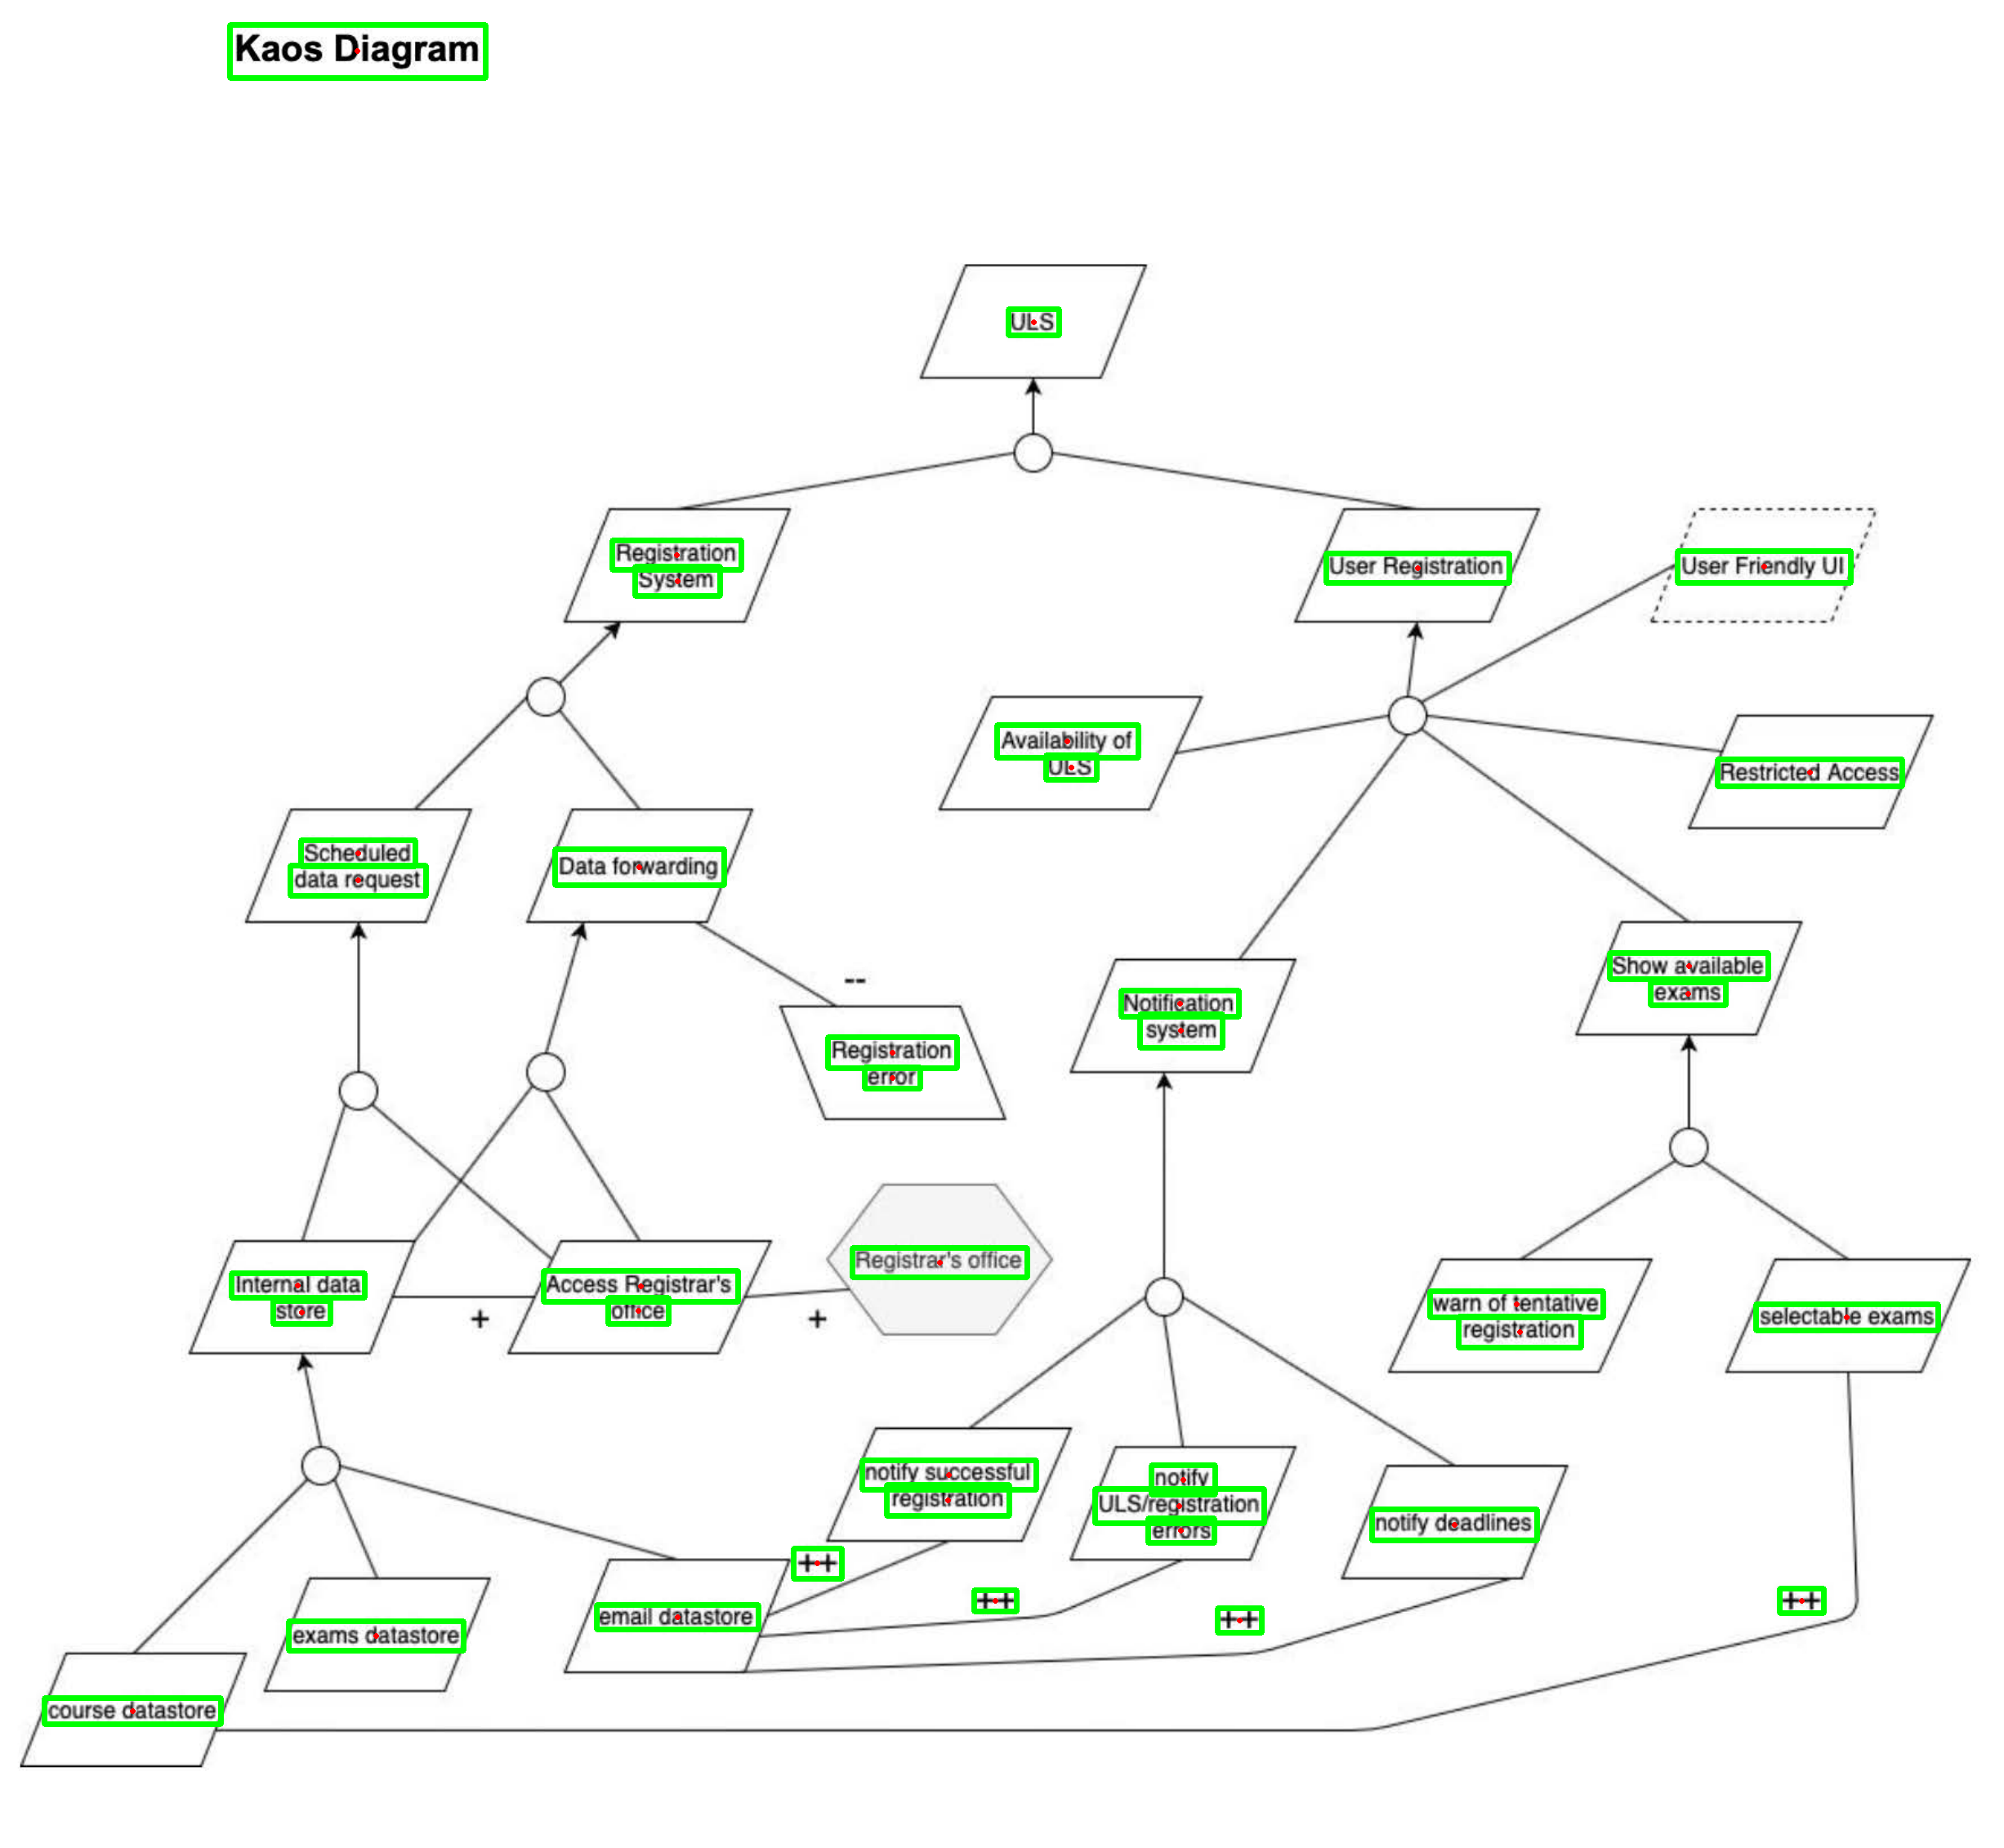 Kaos Diagram
ULS
Registration
System
User Registration
User Friendly UI
Availability of
ULS
Restricted Access
Scheduled
data request
Data forwarding
--
Registration
error
Notification
system
Show available
exams
Internal data
store
+
Access Registrar's
office
+
Registrar's office
warn of tentative
registration
selectable exams
notify successful
registration
notify
ULS/registration
errors
notify deadlines
++
++
++
++
email datastore
exams datastore
course datastore